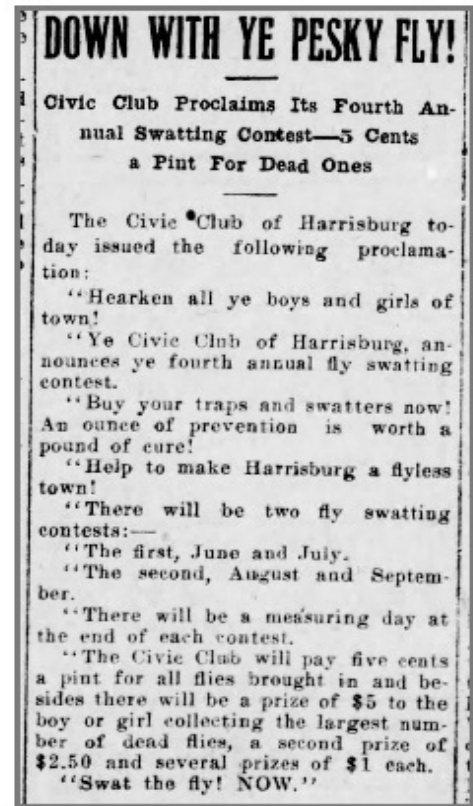 DOWN WITH YE PESKY FLY!
Civic Club Proclaims Its Fourth An-
nual Swatting Contest—5 Cents
a Pint For Dead Ones
The Civic Club of Harrisburg to-
day issued the following proclama-
tion:
"Hearken all ye boys and girls of
town!
"Ye Civic Club of Harrisburg, an-
nounces ye fourth annual fly swatting
contest.
"Buy your traps and swatters now!
An ounce of prevention is worth a
pound of cure!
"Help to make Harrisburg a flyless
town!
"There will be two fly swatting
contests:—
"The first, June and July.
"The second, August and Septem-
ber.
"There will be a measuring day at
the end of each contest.
"The Civic Club will pay five cents
a pint for all flies brought in and be-
sides there will be a prize of $5 to the
boy or girl collecting the largest num-
ber of dead flies, a second prize of
$2.50 and several prizes of $1 each.
"Swat the fly! NOW."